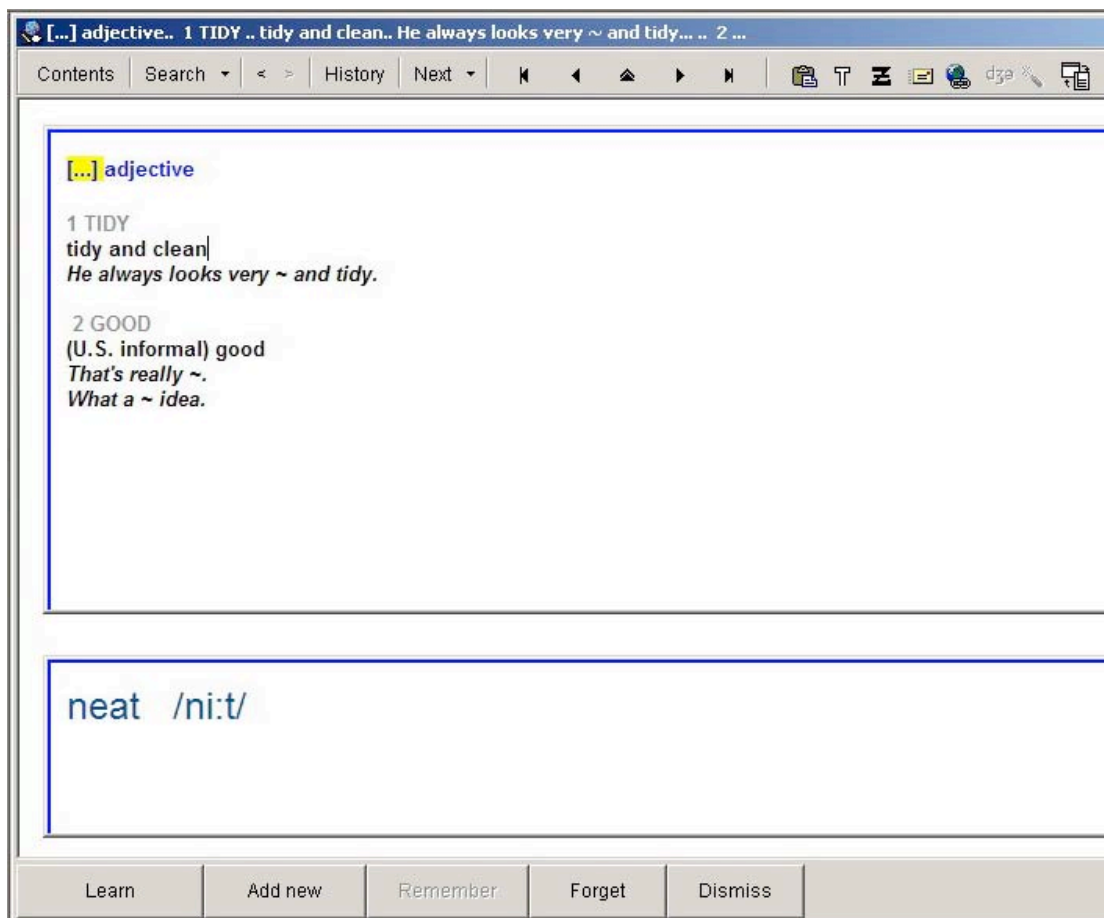 [...] adjective.. 1 TIDY .. tidy and clean.. He always looks very ~ and tidy... .. 2 ...
Contents Search < > History Next
dʒə
[...] adjective
1 TIDY
tidy and clean
He always looks very ~ and tidy.
2 GOOD
(U.S. informal) good
That's really ~.
What a ~ idea.
neat /ni:t/
Learn Add new Remember Forget Dismiss